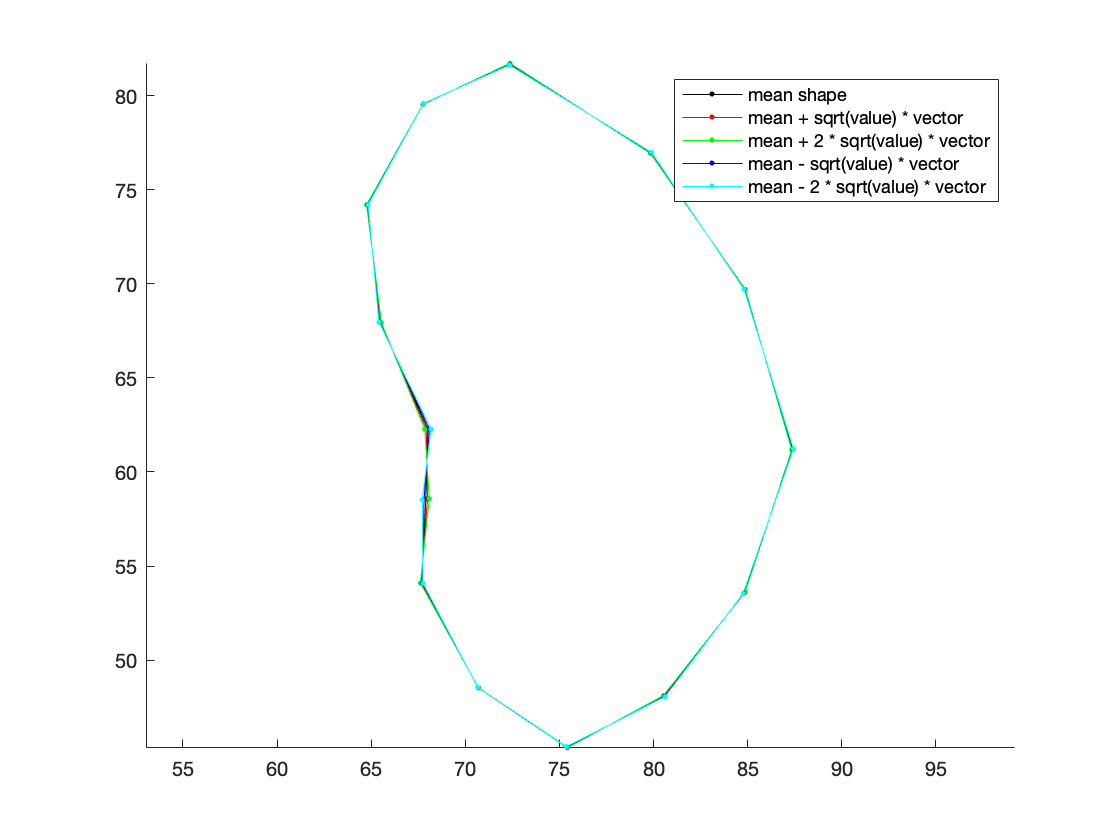 80
75
70
65
60
55
50
55 60 65 70 75 80 85 90 95
mean shape
mean + sqrt(value) * vector
mean + 2 * sqrt(value) * vector
mean - sqrt(value) * vector
mean - 2 * sqrt(value) * vector